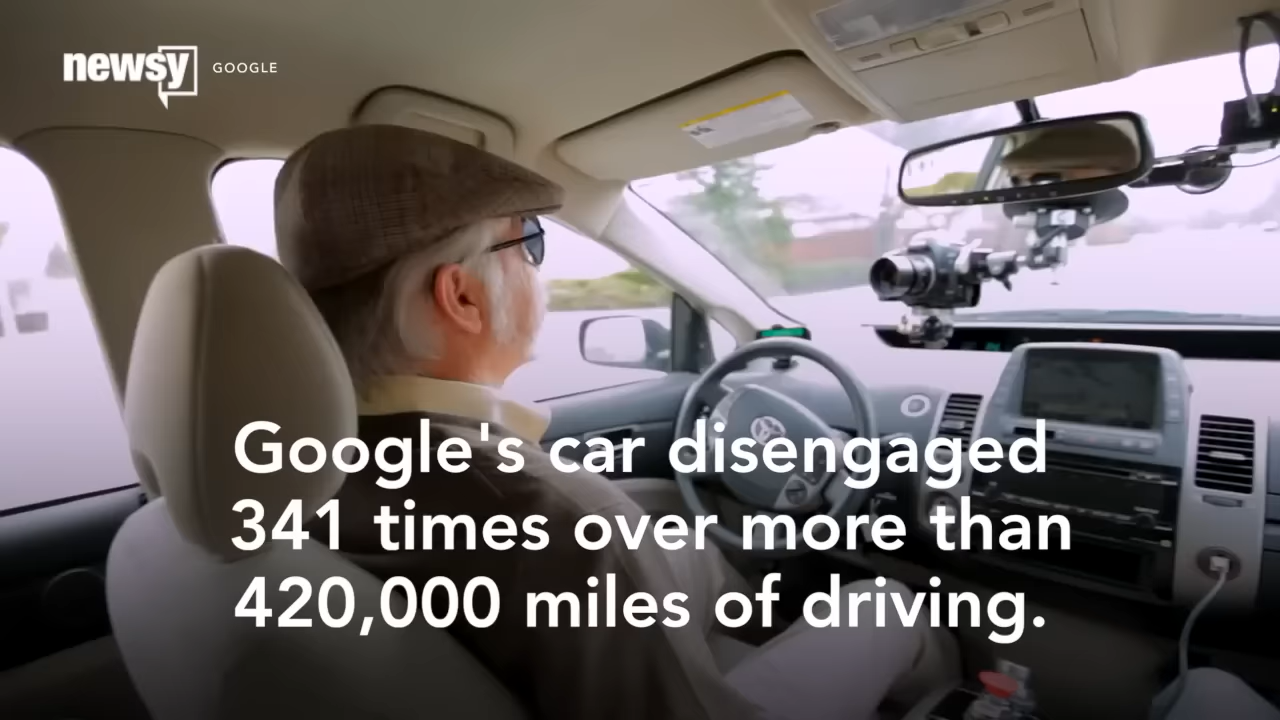 newsy GOOGLE
Google's car disengaged
341 times over more than
420,000 miles of driving.